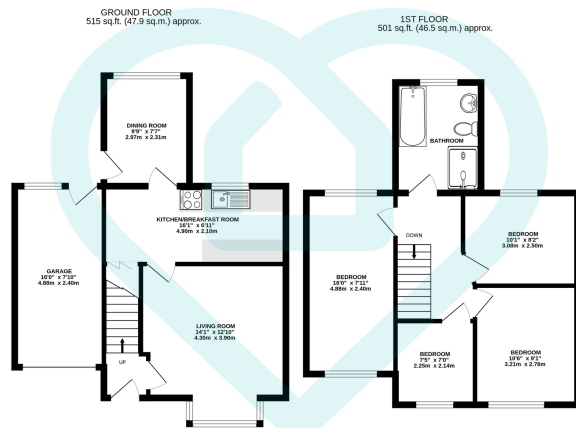 GROUND FLOOR
515 sq.ft. (47.9 sq.m.) approx.
DINING ROOM
9'9" x 7'7"
2.97m x 2.31m
KITCHEN/BREAKFAST ROOM
16'1" x 6'11"
4.90m x 2.10m
GARAGE
16'0" x 7'10"
4.88m x 2.40m
LIVING ROOM
14'1" x 12'10"
4.30m x 3.90m
UP
1ST FLOOR
501 sq.ft. (46.5 sq.m.) approx.
BATHROOM
DOWN
BEDROOM
10'1" x 8'2"
3.08m x 2.50m
BEDROOM
16'0" x 7'11"
4.88m x 2.40m
BEDROOM
7'5" x 7'0"
2.25m x 2.14m
BEDROOM
10'6" x 9'1"
3.21m x 2.76m